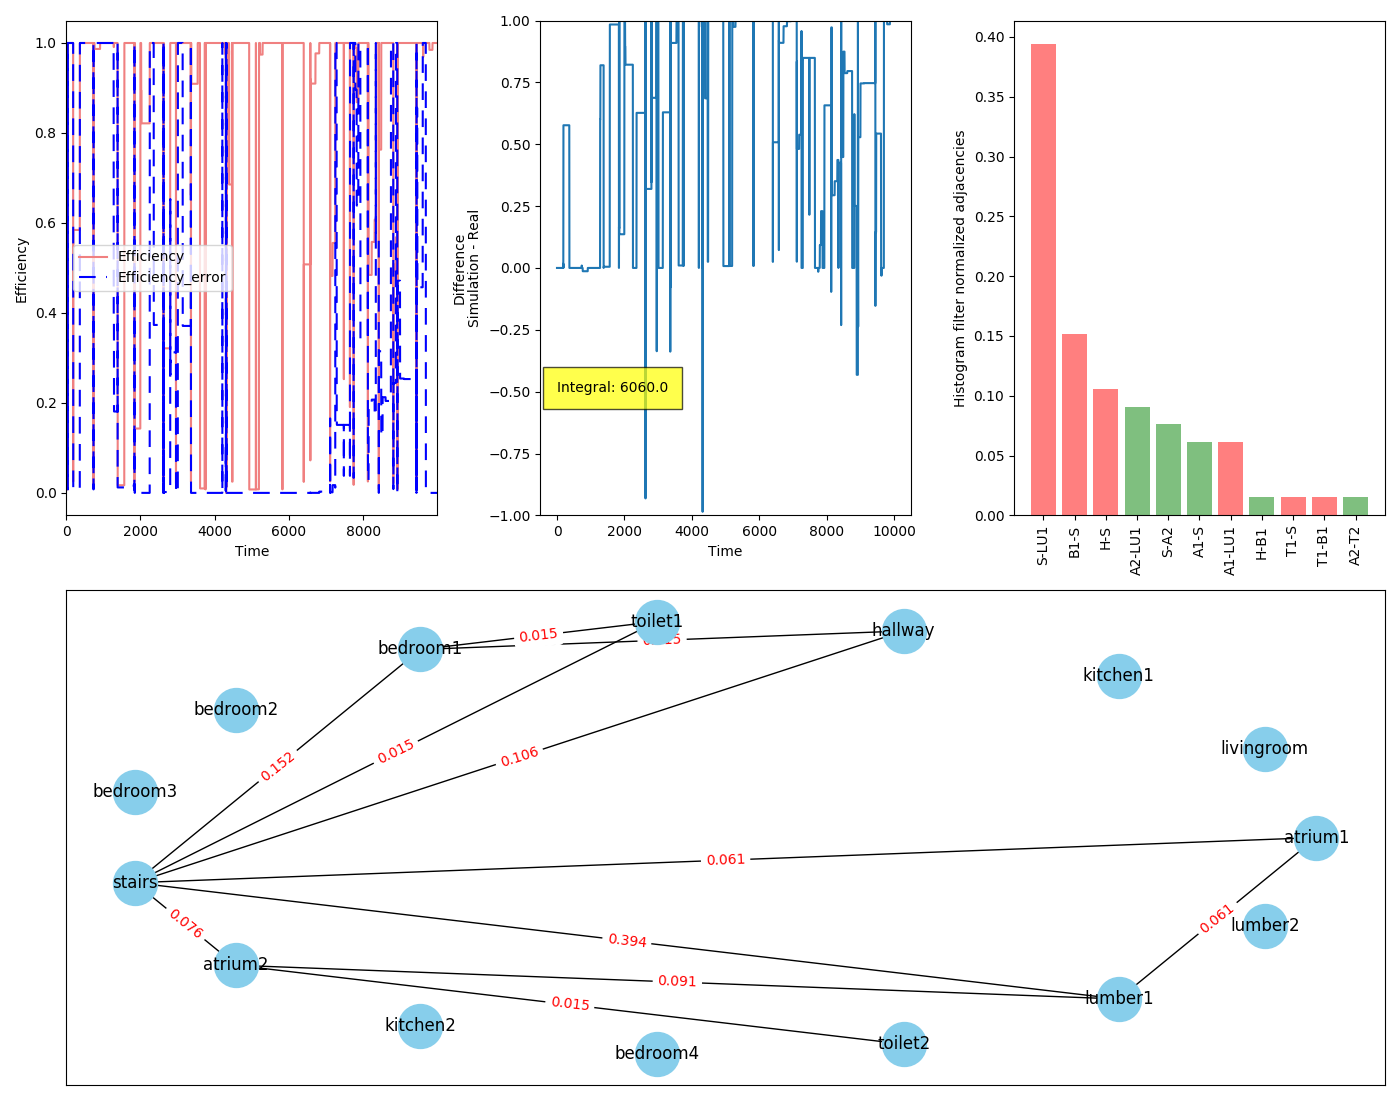 1.0
0.8
0.6
0.4
0.2
0.0
Efficiency
Efficiency
Efficiency_error
0
2000
4000
6000
8000
Time
1.00
0.75
0.50
0.25
0.00
−0.25
−0.50
−0.75
−1.00
Difference
Simulation - Real
Integral: 6060.0
0
2000
4000
6000
8000
10000
Time
0.40
0.35
0.30
0.25
0.20
0.15
0.10
0.05
0.00
Histogram filter normalized adjacencies
S-LU1
B1-S
H-S
A2-LU1
S-A2
A1-S
A1-LU1
H-B1
T1-S
T1-B1
A2-T2
toilet1
hallway
0.015
bedroom1
kitchen1
bedroom2
livingroom
0.015
0.106
0.152
bedroom3
atrium1
0.061
stairs
0.061
0.076
lumber2
0.394
atrium2
0.091
lumber1
0.015
kitchen2
toilet2
bedroom4